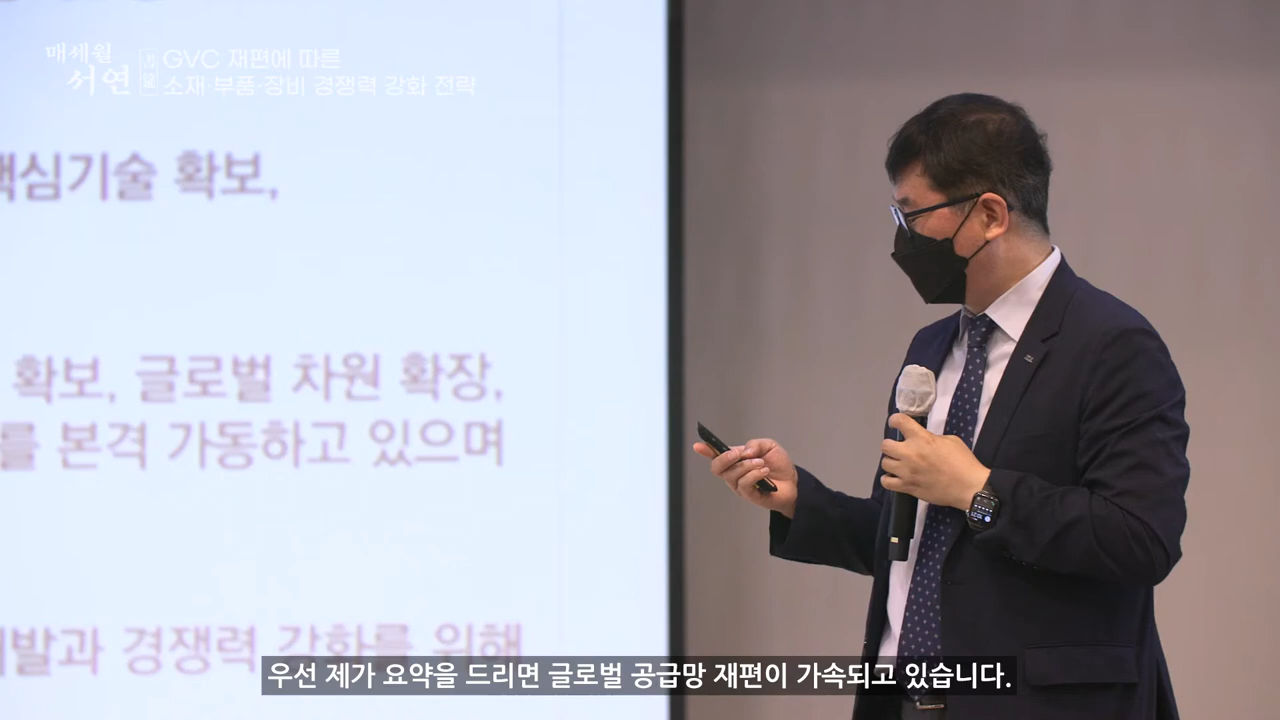 매세월
서연
GVC 재편에 따른
소재·부품·장비 경쟁력 강화 전략
핵심기술 확보,
확보, 글로벌 차원 확장,
를 본격 가동하고 있으며
개발과 경쟁력 강화를 위해
우선 제가 요약을 드리면 글로벌 공급망 재편이 가속되고 있습니다.